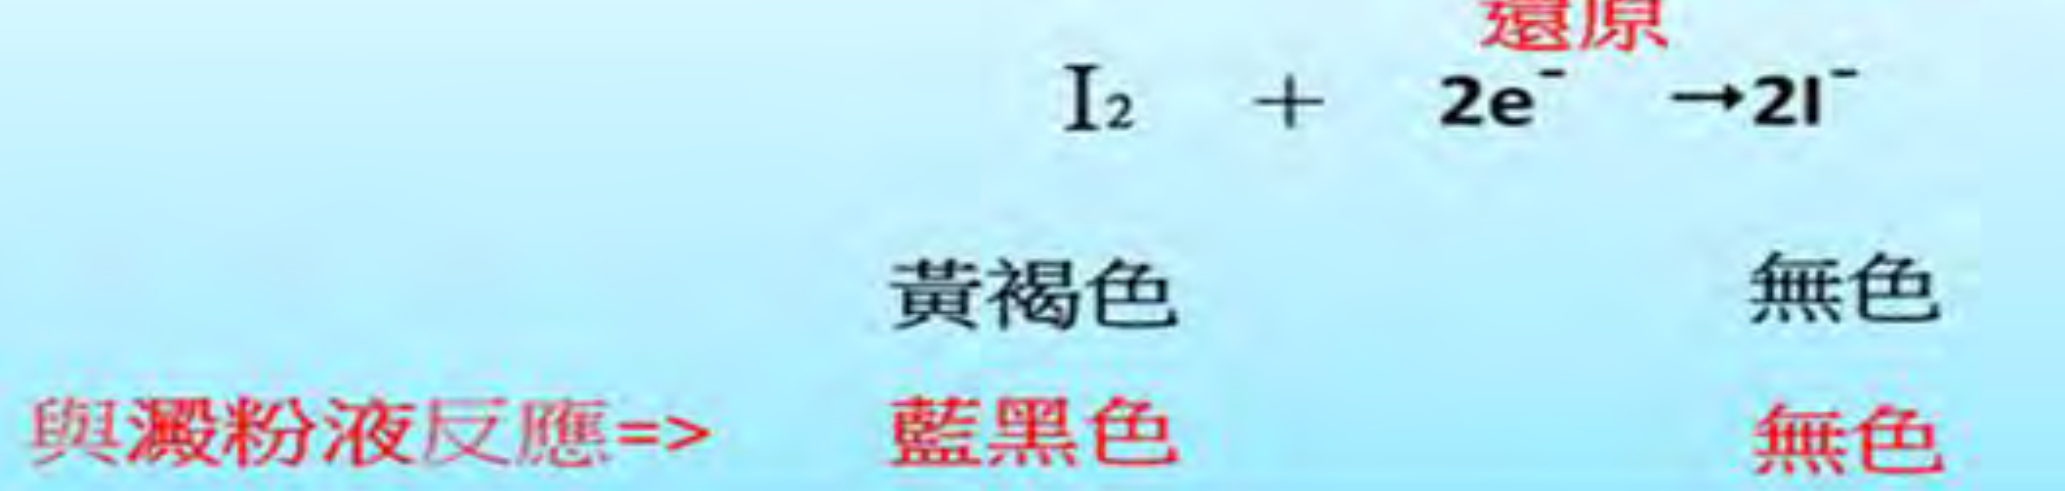 還原
I₂ + 2e⁻ →2I⁻
黃褐色 無色
與澱粉液反應=> 藍黑色 無色